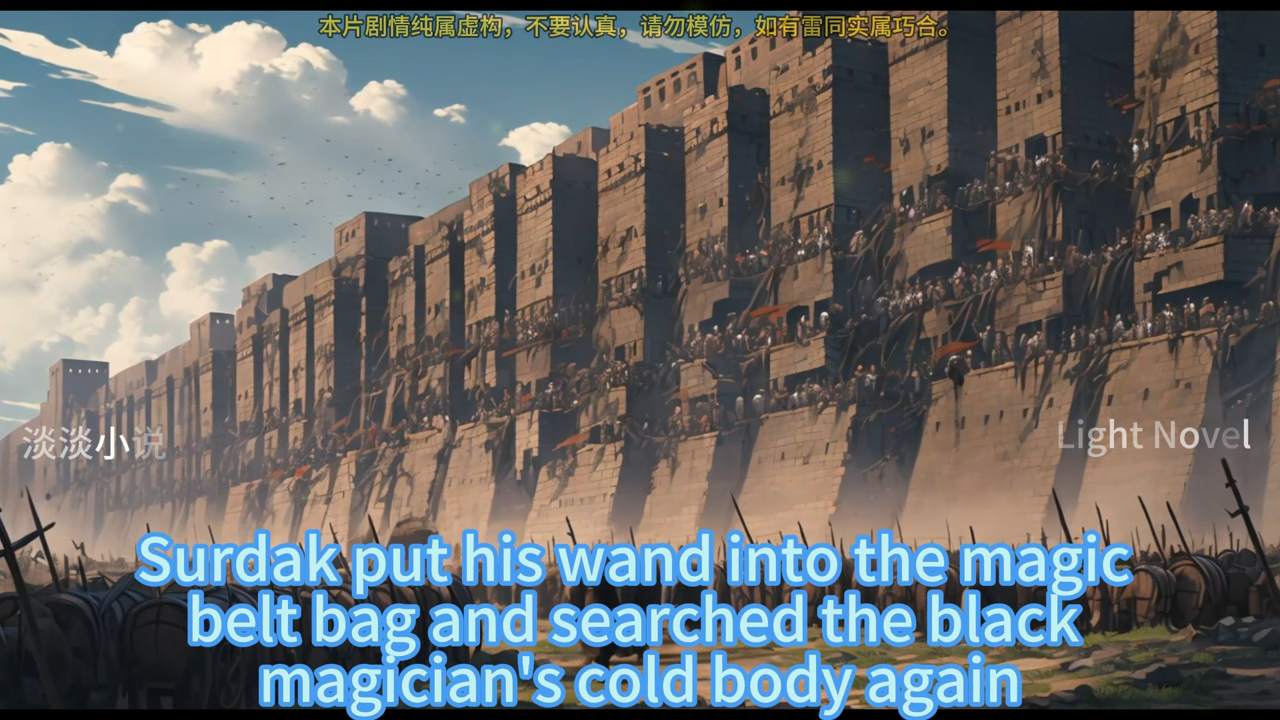 本片剧情纯属虚构，不要认真，请勿模仿，如有雷同实属巧合。
淡淡小说
Light Novel
Surdak put his wand into the magic
belt bag and searched the black
magician's cold body again